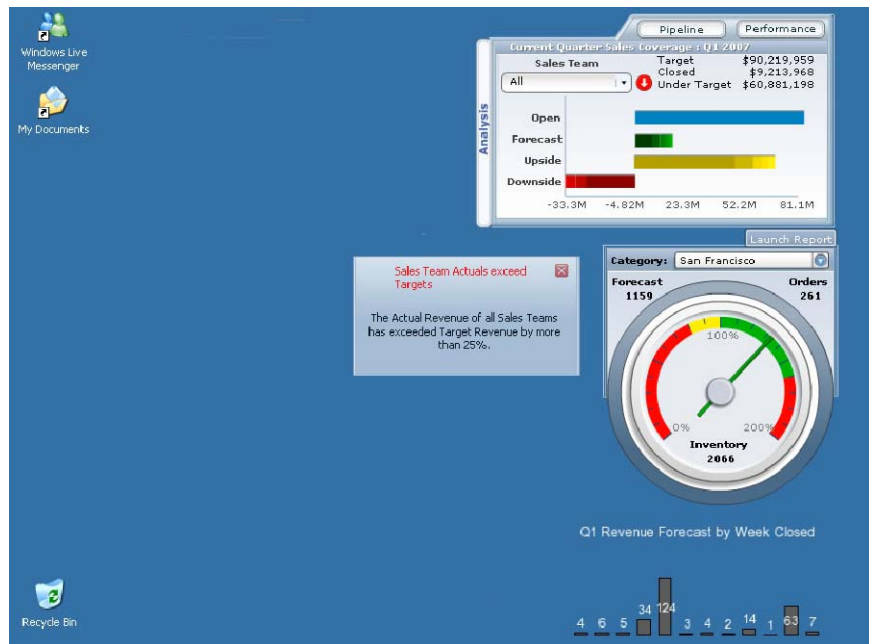 Windows Live
Messenger
My Documents
Recycle Bin
Pipeline
Performance
Current Quarter Sales Coverage : Q1 2007
Analysis
Sales Team
All
Target $90,219,959
Closed $9,213,968
Under Target $60,881,198
Open
Forecast
Upside
Downside
-33.3M -4.82M 23.3M 52.2M 81.1M
Launch Report
Category: San Francisco
Forecast
1159
Orders
261
100%
0%
200%
Inventory
2066
Sales Team Actuals exceed
Targets
The Actual Revenue of all Sales Teams
has exceeded Target Revenue by more
than 25%.
Q1 Revenue Forecast by Week Closed
4 6 5 34 124 3 4 2 14 1 63 7